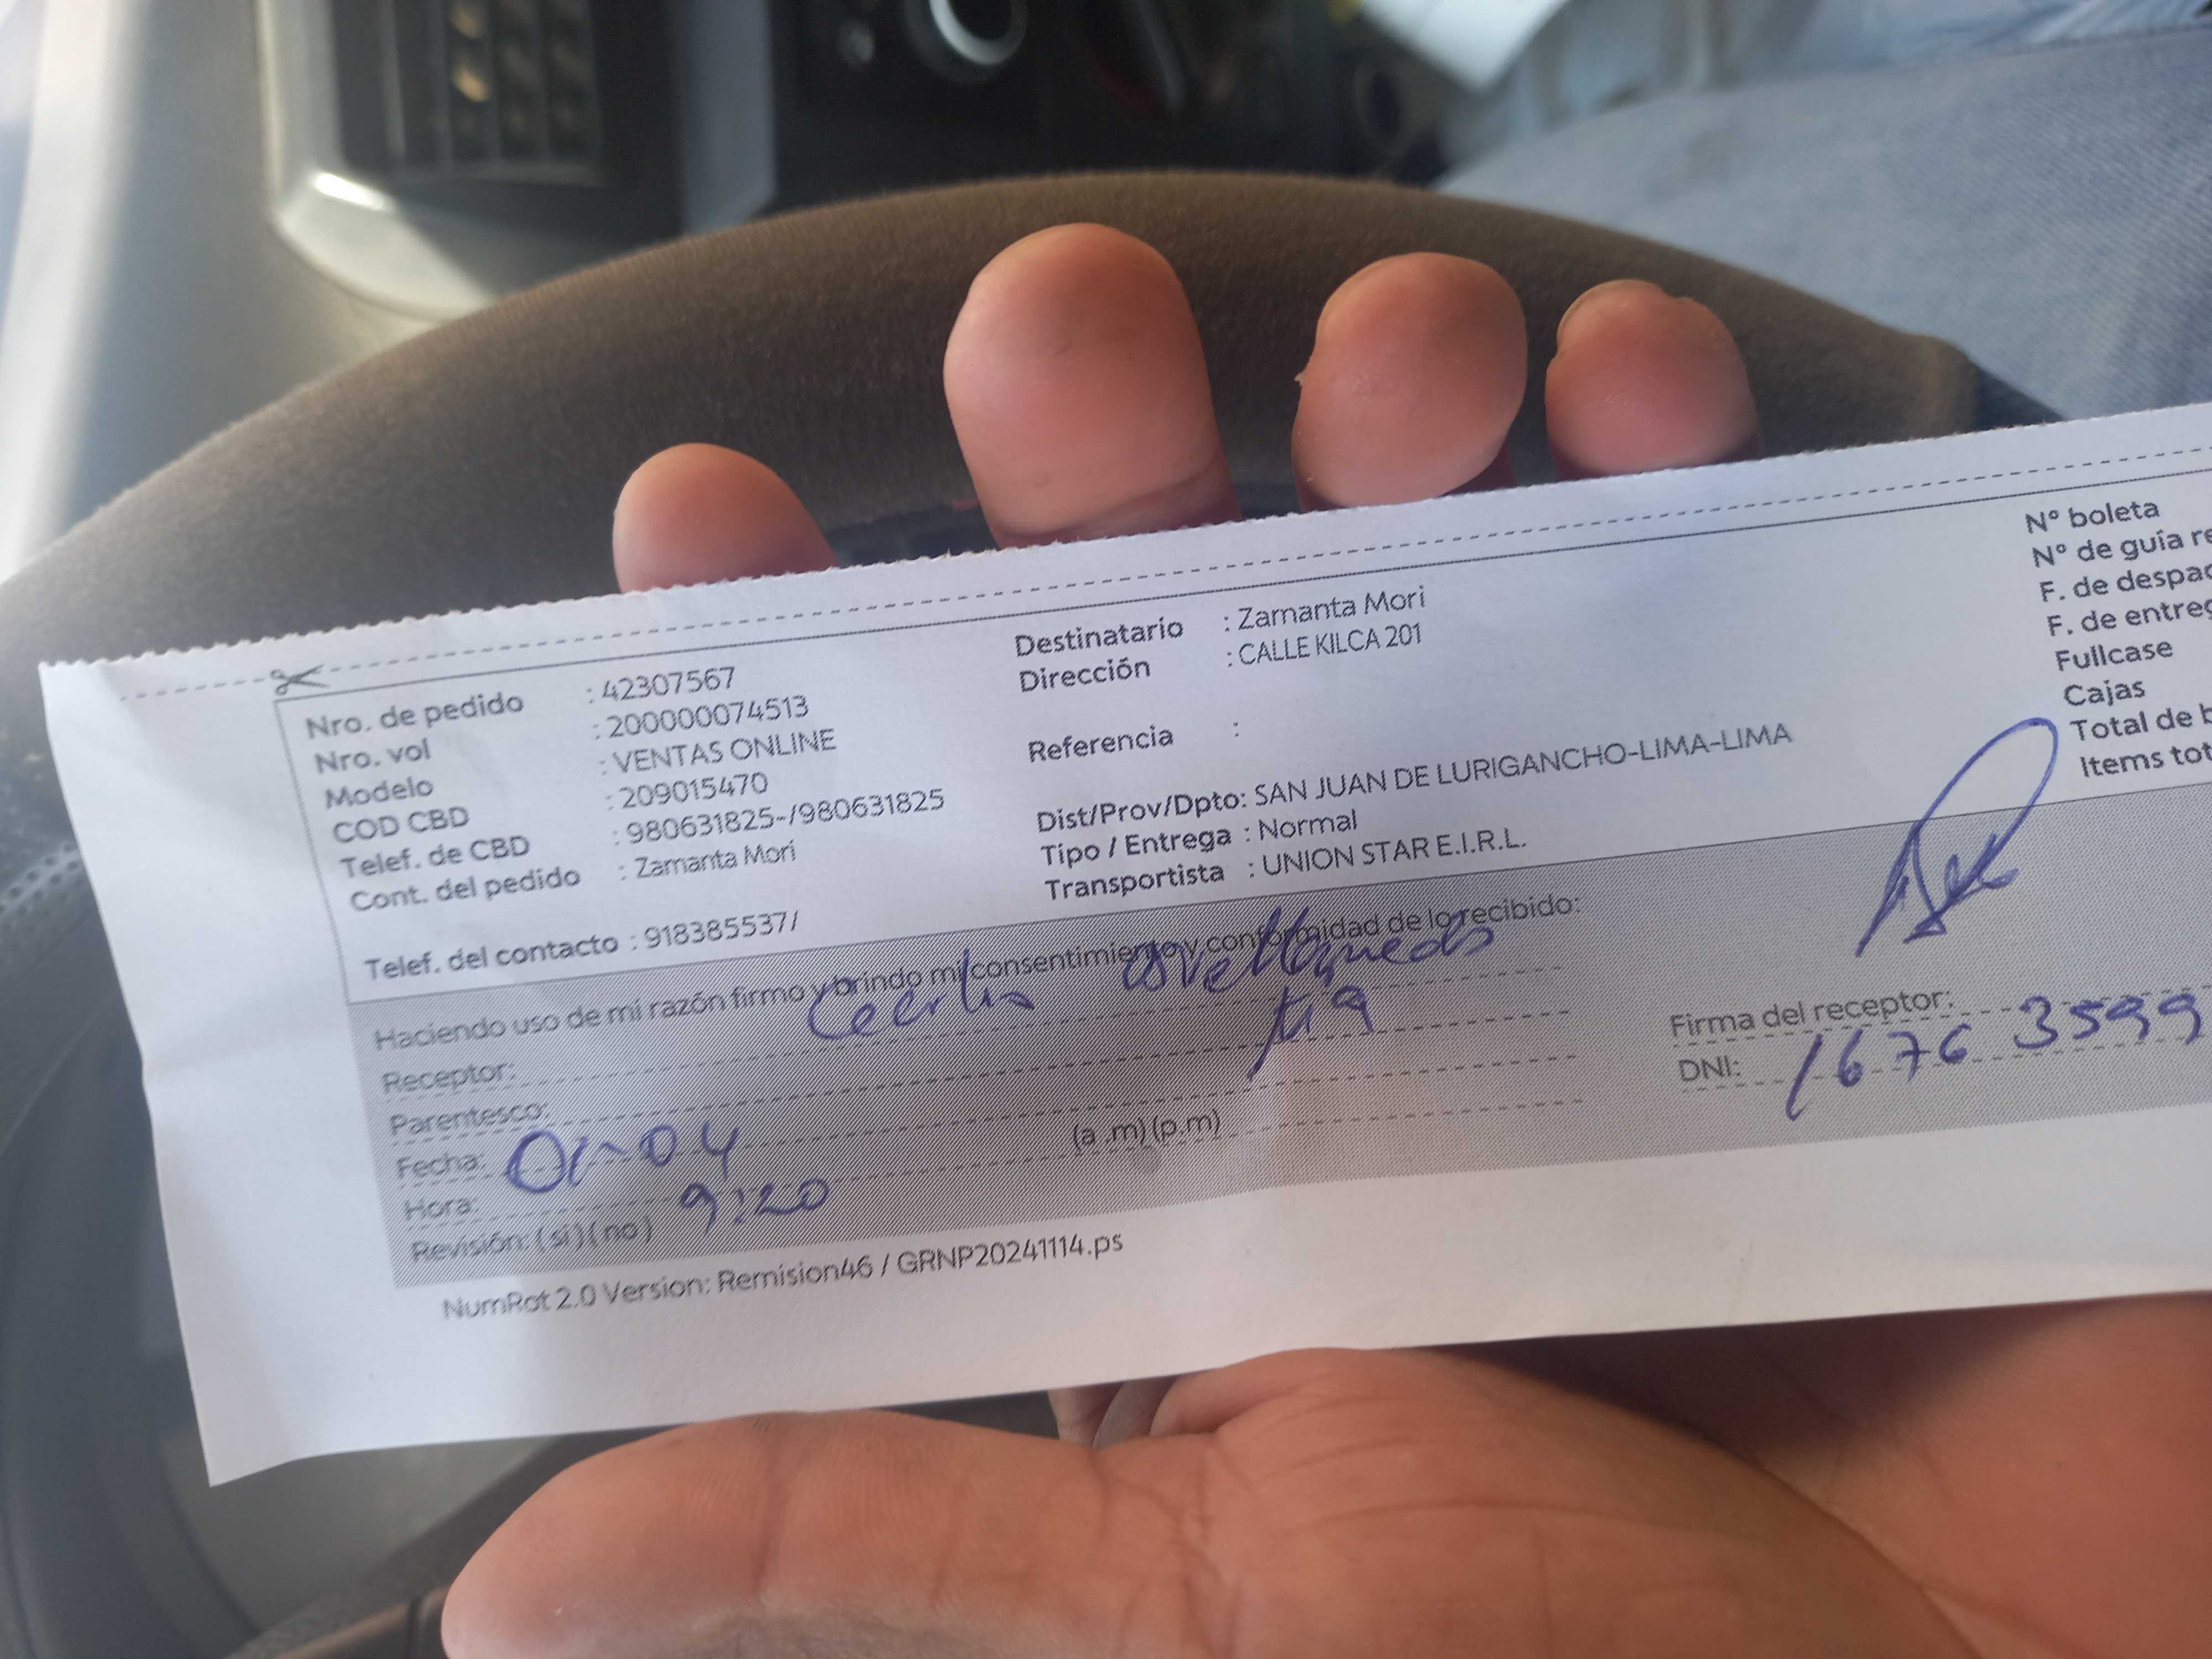 Nro. de pedido : 42307567
Nro. vol : 200000074513
Modelo : VENTAS ONLINE
COD CBD : 209015470
Telef. de CBD : 980631825-/980631825
Cont. del pedido : Zamanta Mori
Telef. del contacto : 918385537/
Destinatario : Zamanta Mori
Dirección : CALLE KILCA 201
Referencia :
Dist/Prov/Dpto: SAN JUAN DE LURIGANCHO-LIMA-LIMA
Tipo / Entrega : Normal
Transportista : UNION STAR E.I.R.L.
N° boleta
N° de guía re
F. de despac
F. de entreg
Fullcase
Cajas
Total de b
Items tot
Haciendo uso de mi razón firmo y brindo mi consentimiento y conformidad de lo recibido:
Receptor:
Parentesco: tia
Fecha: 01-04
Hora: 9:20 (a .m) (p.m)
Revisión: (si) (no)
Firma del receptor:
DNI: 1676 3599
NumRot 2.0 Version: Remision46 / GRNP20241114.ps